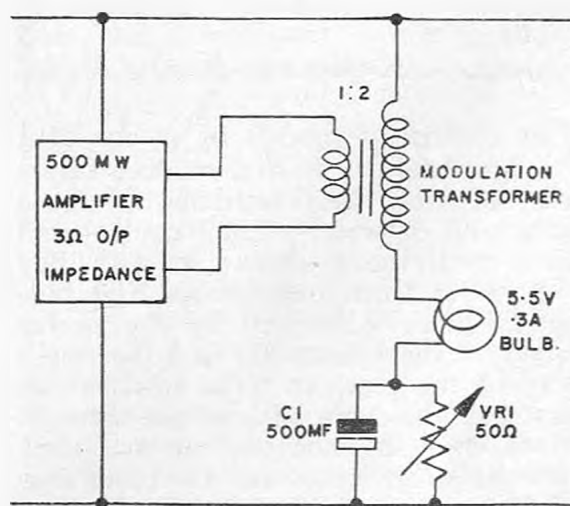 1:2
500 MW
AMPLIFIER
3Ω O/P
IMPEDANCE
MODULATION
TRANSFORMER
5·5V
·3A
BULB.
C1
500MF
VR1
50Ω